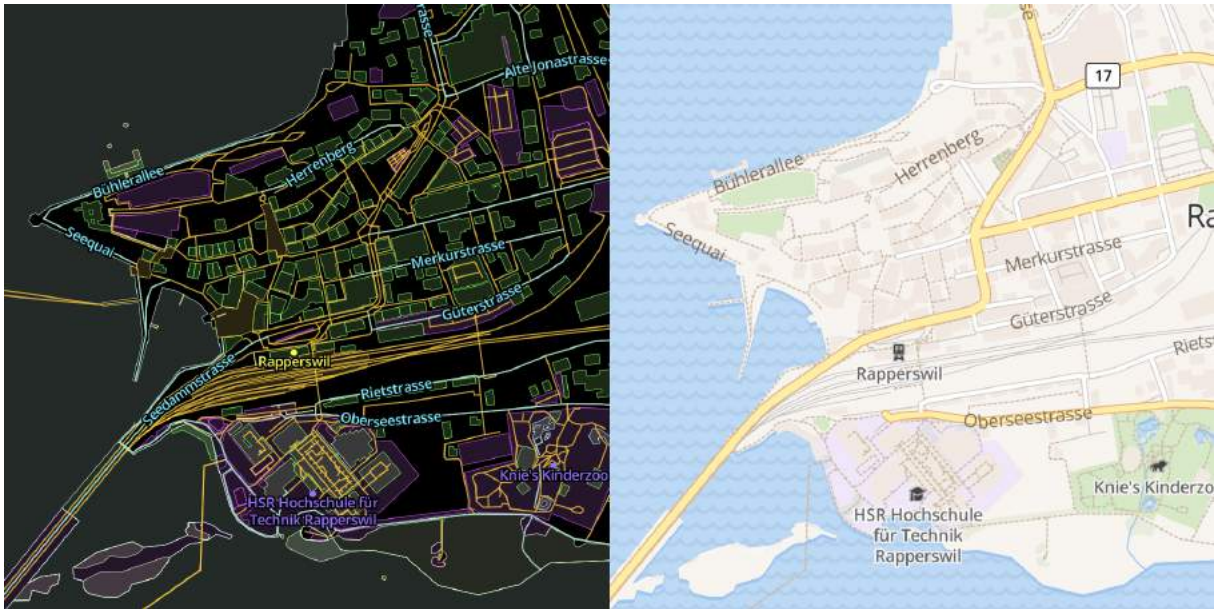 Alte Jonastrasse
Herrenberg
Bühlerallee
Seequai
Merkurstrasse
Güterstrasse
Rapperswil
Seedammstrasse
Rietstrasse
Oberseestrasse
Knie's Kinderzoo
HSR Hochschule für
Technik Rapperswil
17
Herrenberg
Bühlerallee
Ra
Seequai
Merkurstrasse
Güterstrasse
Riets
Rapperswil
Oberseestrasse
Knie's Kinderzo
HSR Hochschule
für Technik
Rapperswil